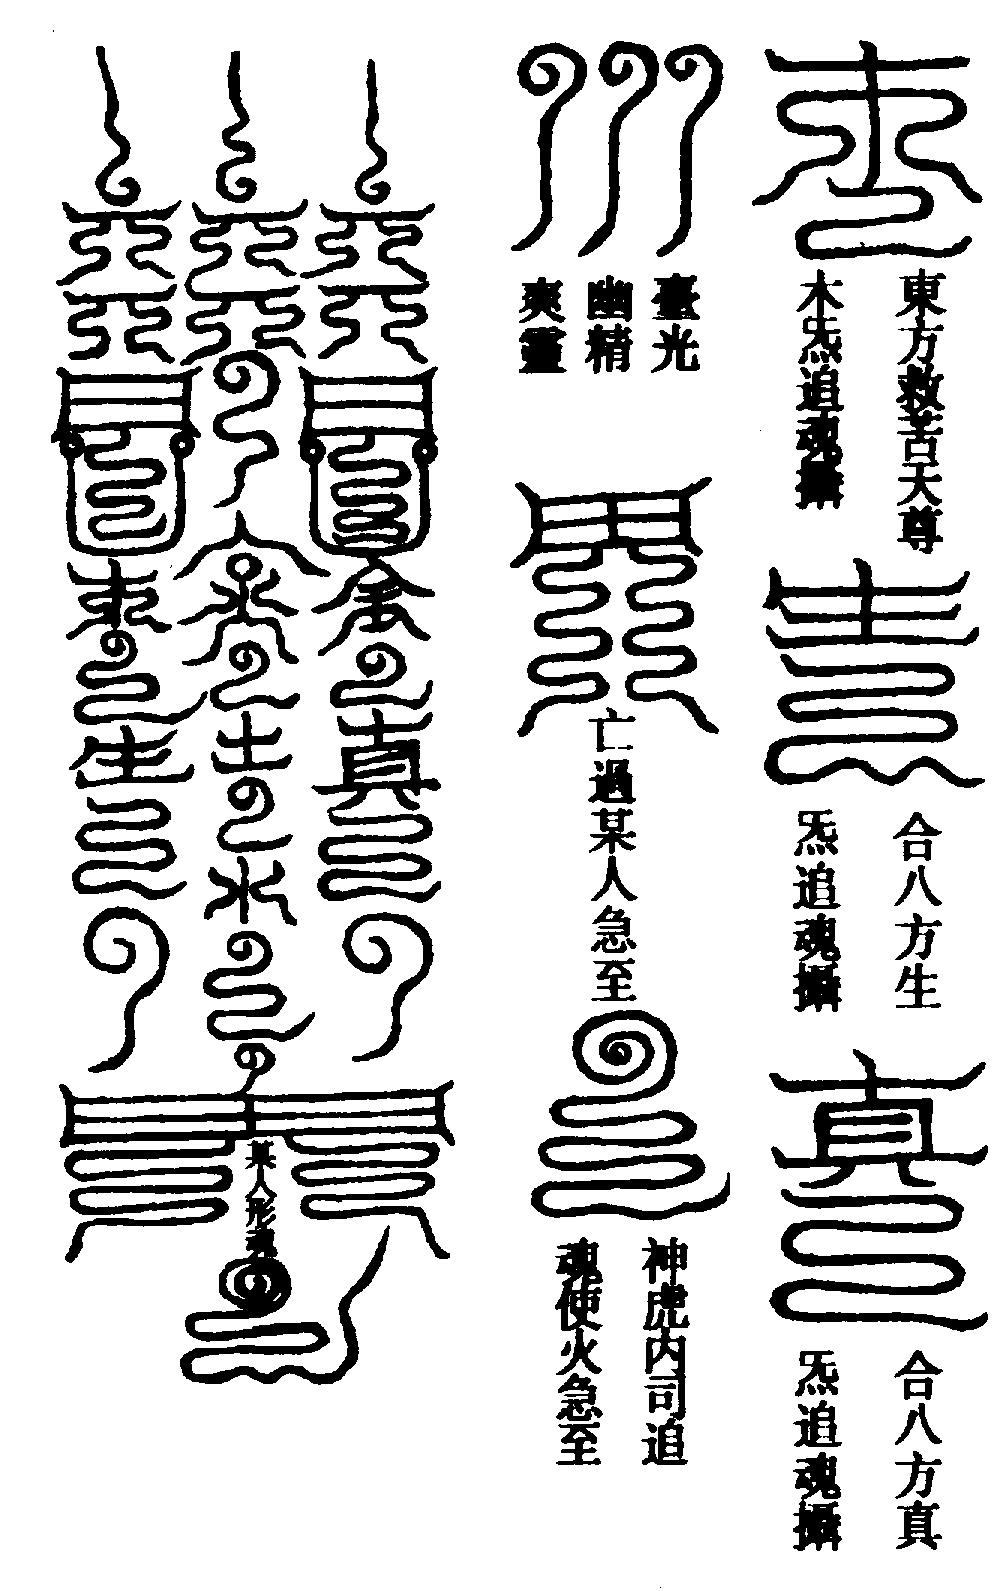 東方救苦天尊
木炁追魂攝
合八方生
炁追魂攝
合八方真
炁追魂攝
臺光
幽精
爽靈
亡過某人急至
神虎內司追
魂使火急至
某人形魂